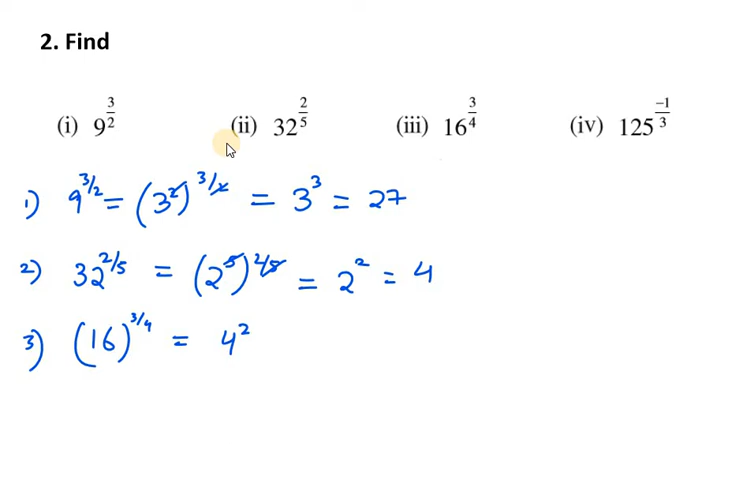 2. Find
(i) 9^{3/2} (ii) 32^{2/5} (iii) 16^{3/4} (iv) 125^{-1/3}
1) 9^{3/2} = (3^2)^{3/2} = 3^3 = 27
2) 32^{2/5} = (2^5)^{2/5} = 2^2 = 4
3) (16)^{3/4} = 4^2